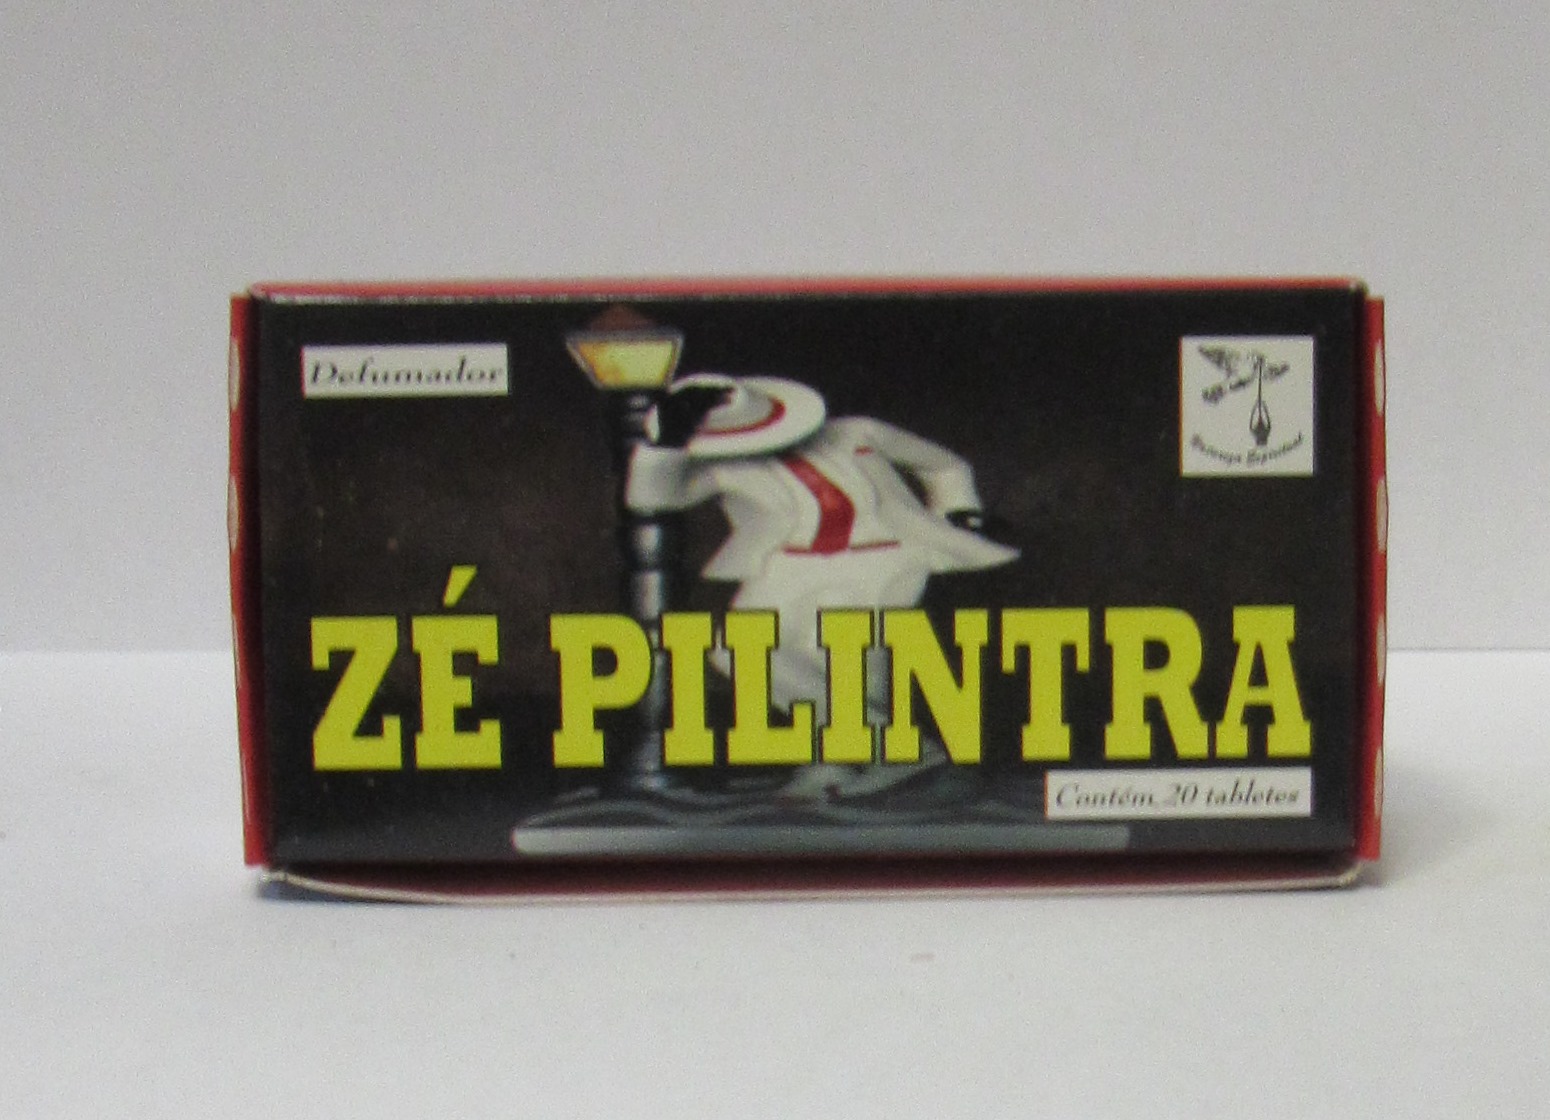 Defumador
ZÉ PILINTRA
Contém 20 tabletes